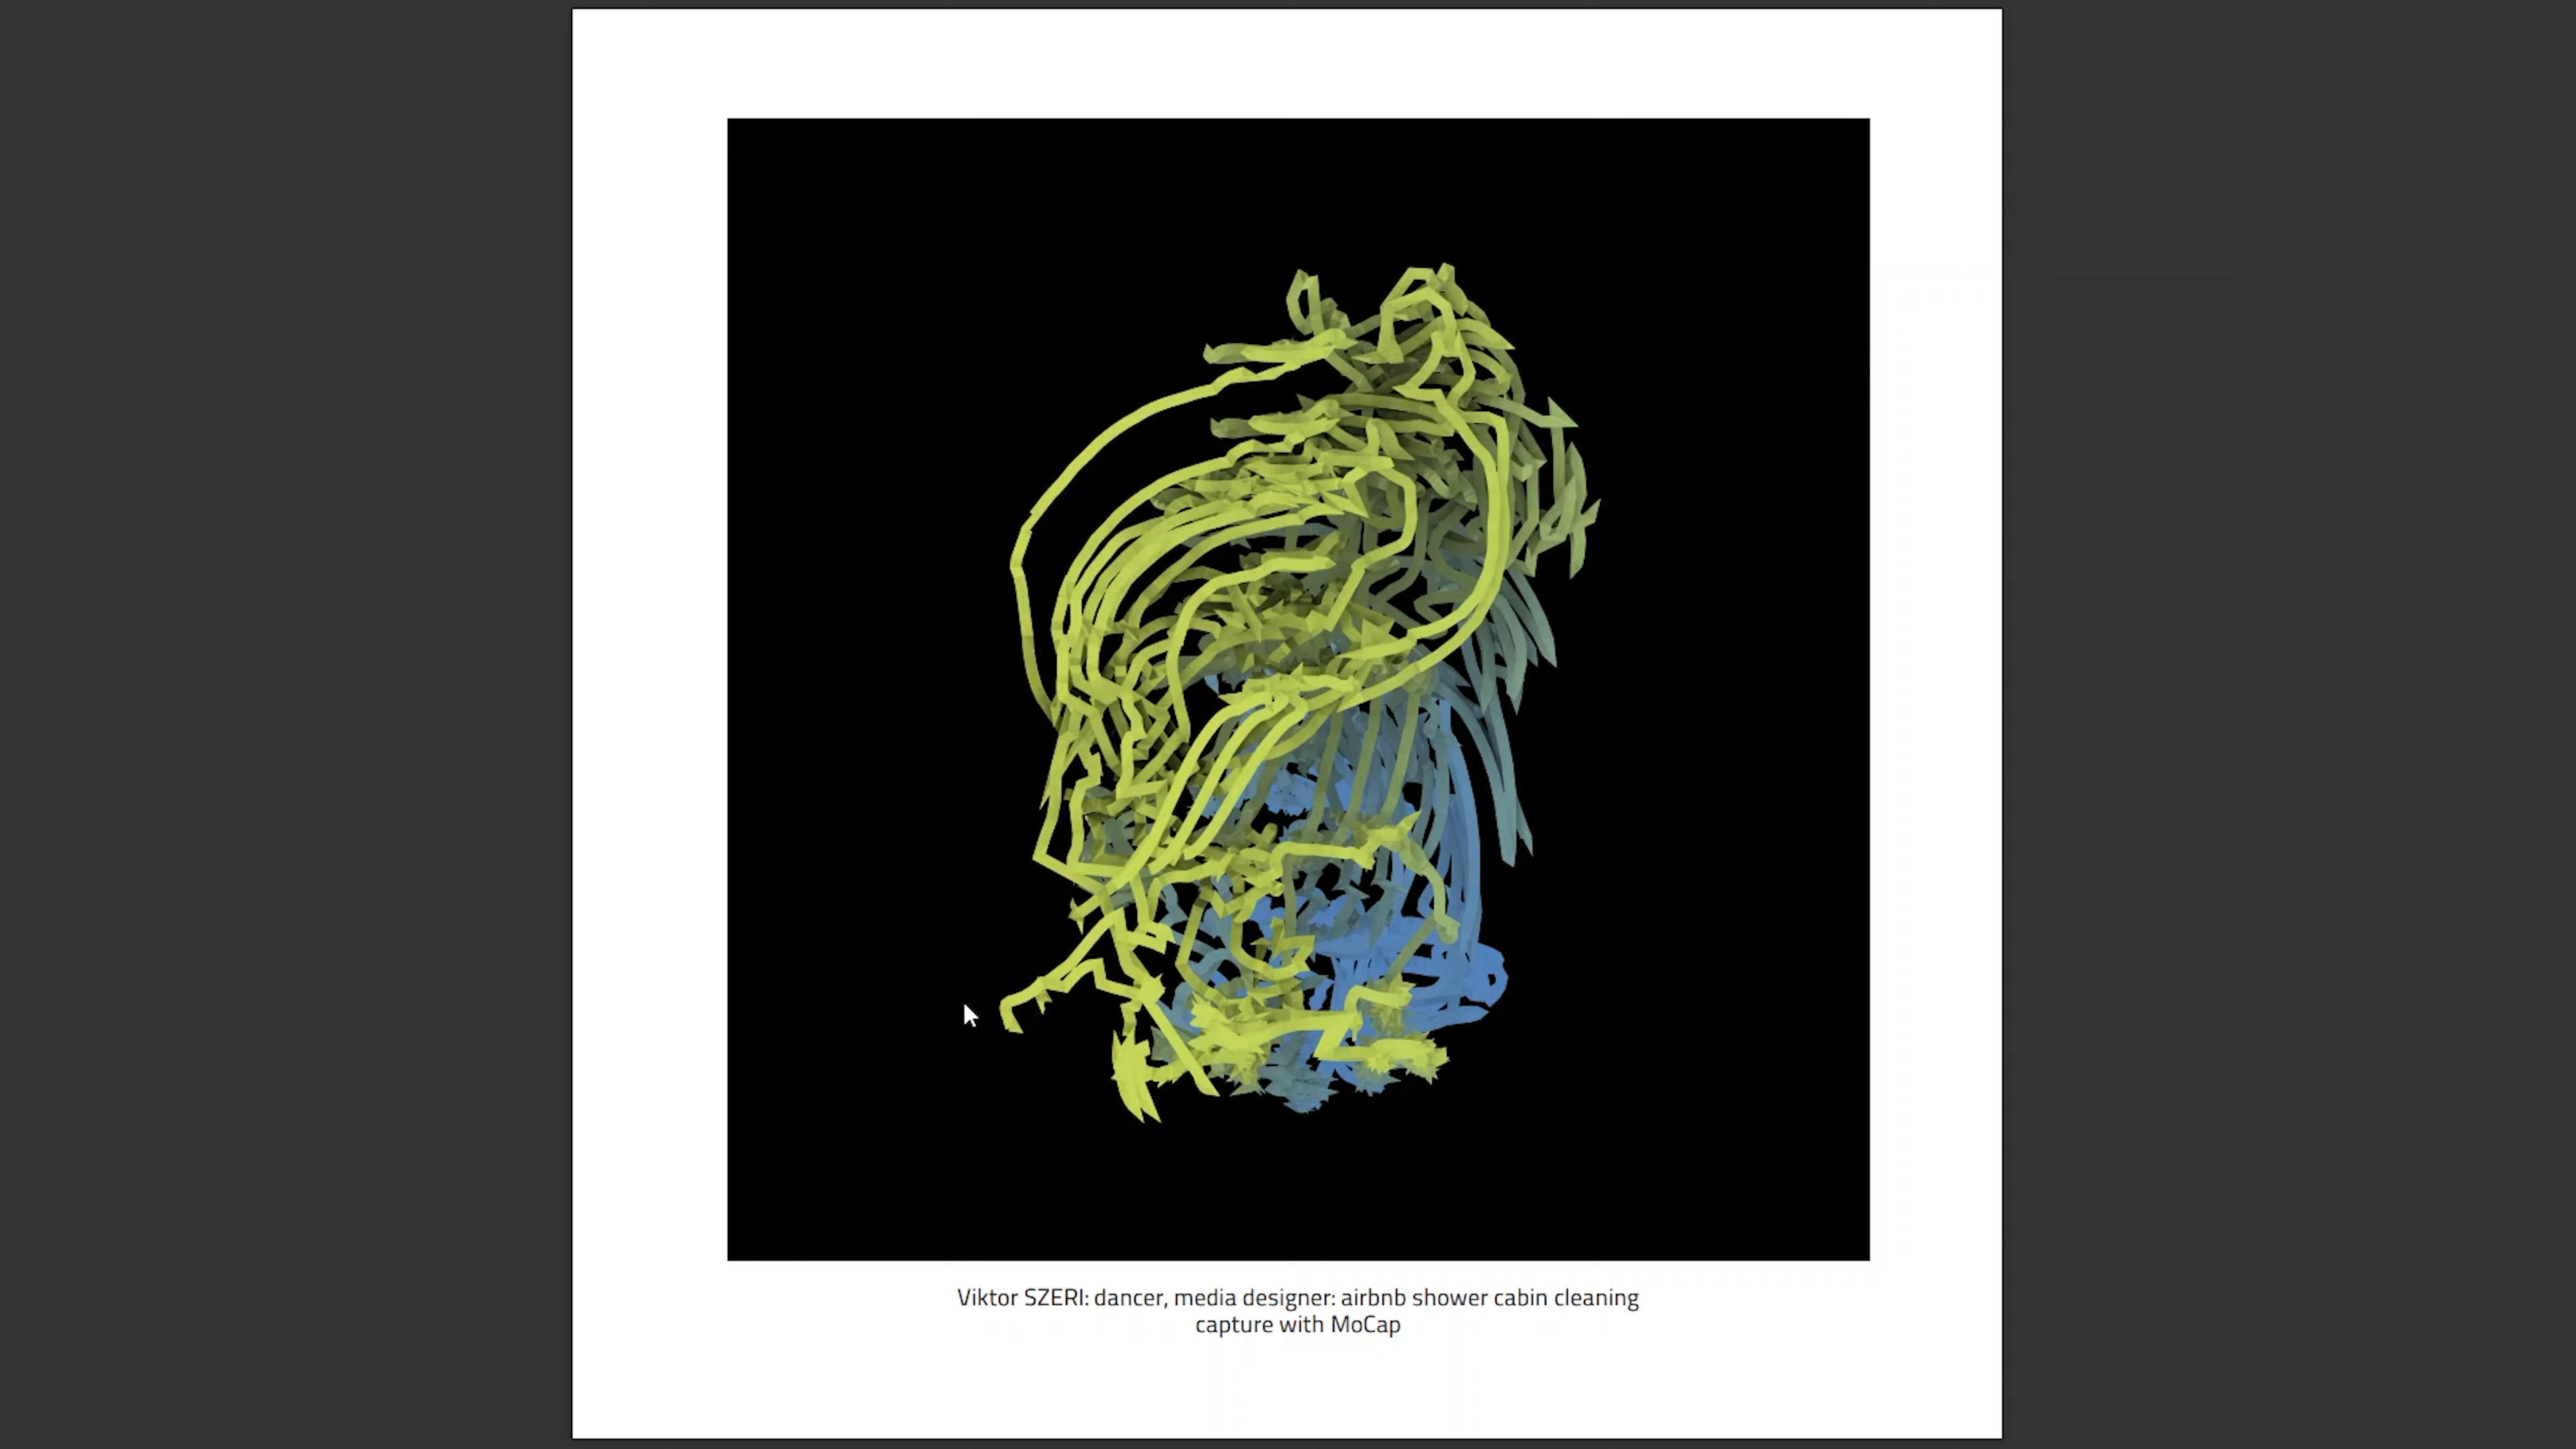 Viktor SZERI: dancer, media designer: airbnb shower cabin cleaning
capture with MoCap